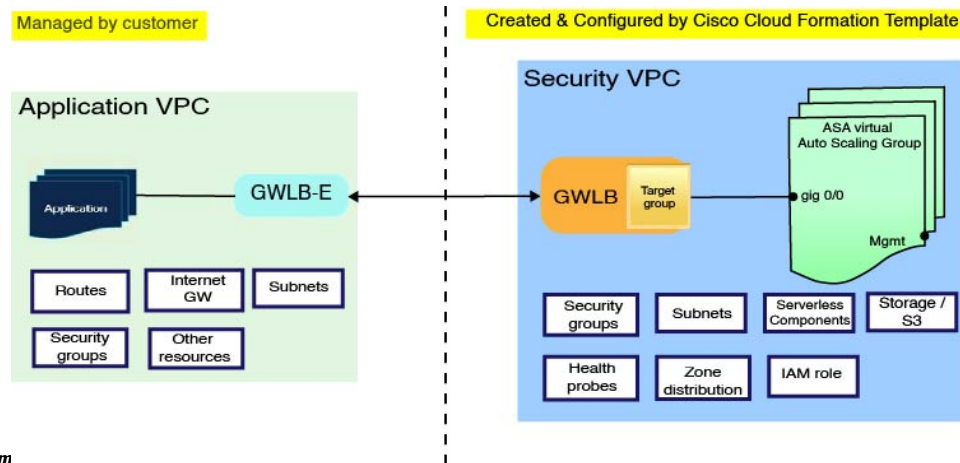 Managed by customer
Created & Configured by Cisco Cloud Formation Template
Application VPC
Application
GWLB-E
Routes
Internet
GW
Subnets
Security
groups
Other
resources
Security VPC
GWLB
Target
group
ASA virtual
Auto Scaling Group
gig 0/0
Mgmt
Security
groups
Subnets
Serverless
Components
Storage /
S3
Health
probes
Zone
distribution
IAM role
m